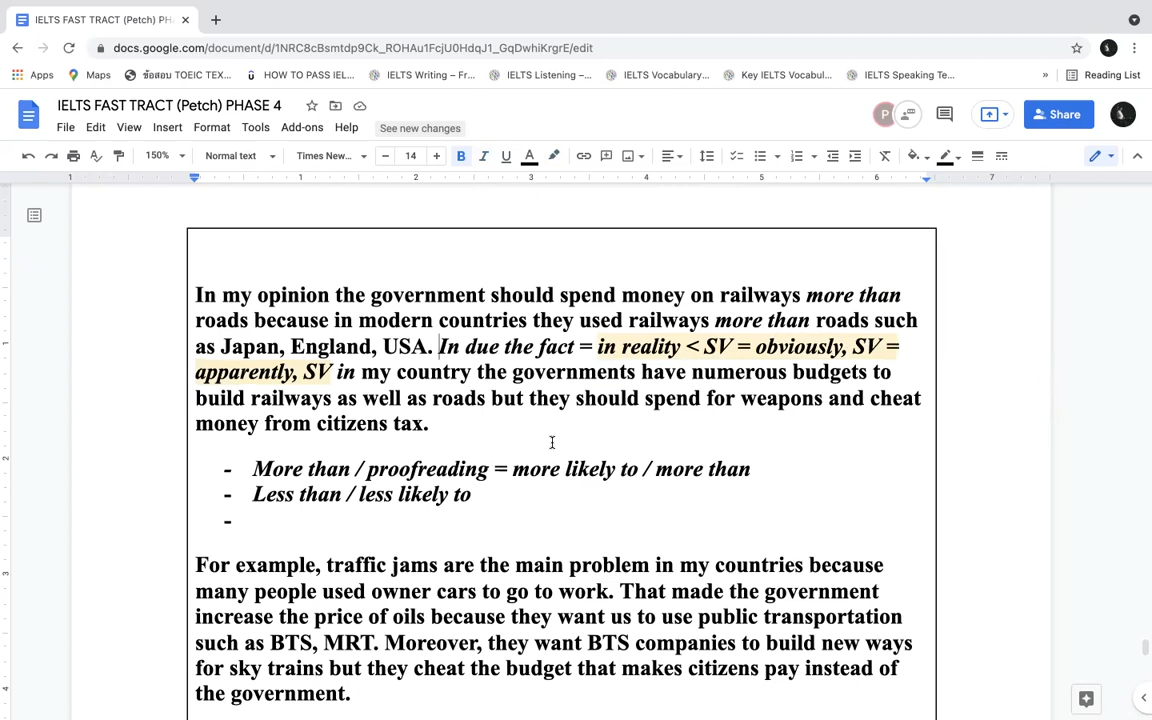 IELTS FAST TRACT (Petch) PH
docs.google.com/document/d/1NRC8cBsmtdp9Ck_ROHAu1FcjU0HdqJ1_GqDwhiKrgrE/edit
Apps Maps ข้อสอบ TOEIC TEX... HOW TO PASS IEL... IELTS Writing – Fr... IELTS Listening –... IELTS Vocabulary... Key IELTS Vocabul... IELTS Speaking Te... » Reading List
IELTS FAST TRACT (Petch) PHASE 4
P
Share
File Edit View Insert Format Tools Add-ons Help See new changes
150% Normal text Times New... – 14 + B I U A
1 1 2 3 4 5 6 7
In my opinion the government should spend money on railways more than
roads because in modern countries they used railways more than roads such
as Japan, England, USA. In due the fact = in reality < SV = obviously, SV =
apparently, SV in my country the governments have numerous budgets to
build railways as well as roads but they should spend for weapons and cheat
money from citizens tax.
- More than / proofreading = more likely to / more than
- Less than / less likely to
-
For example, traffic jams are the main problem in my countries because
many people used owner cars to go to work. That made the government
increase the price of oils because they want us to use public transportation
such as BTS, MRT. Moreover, they want BTS companies to build new ways
for sky trains but they cheat the budget that makes citizens pay instead of
the government.